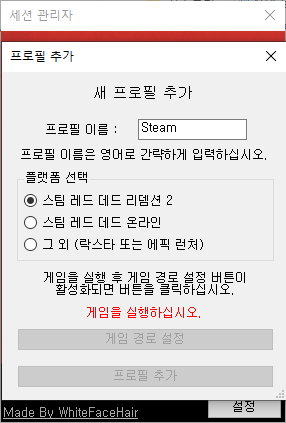 세션 관리자
프로필 추가
새 프로필 추가
프로필 이름 :
Steam
프로필 이름은 영어로 간략하게 입력하십시오.
플랫폼 선택
스팀 레드 데드 리뎀션 2
스팀 레드 데드 온라인
그 외 (락스타 또는 에픽 런처)
게임을 실행 후 게임 경로 설정 버튼이
활성화되면 버튼을 클릭하십시오.
게임을 실행하십시오.
게임 경로 설정
프로필 추가
Made By WhiteFaceHair
설정